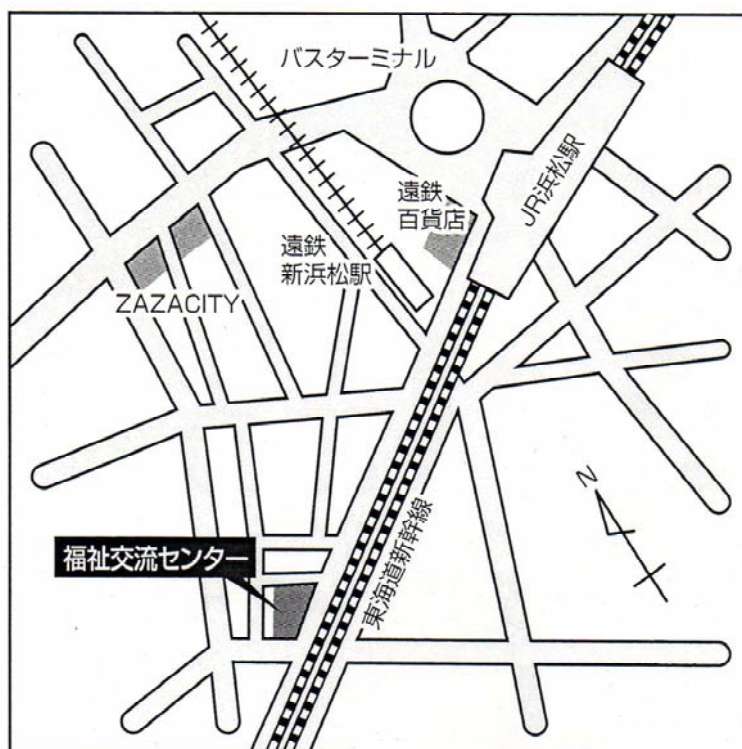 バスターミナル
JR浜松駅
遠鉄
百貨店
遠鉄
新浜松駅
ZAZACITY
N
東海道新幹線
福祉交流センター